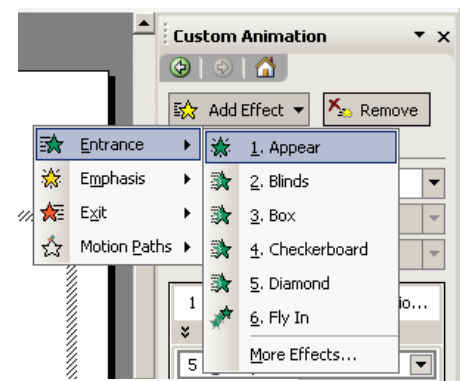 Custom Animation
Add Effect
Remove
Entrance
Emphasis
Exit
Motion Paths
1. Appear
2. Blinds
3. Box
4. Checkerboard
5. Diamond
6. Fly In
More Effects...
1
io...
5